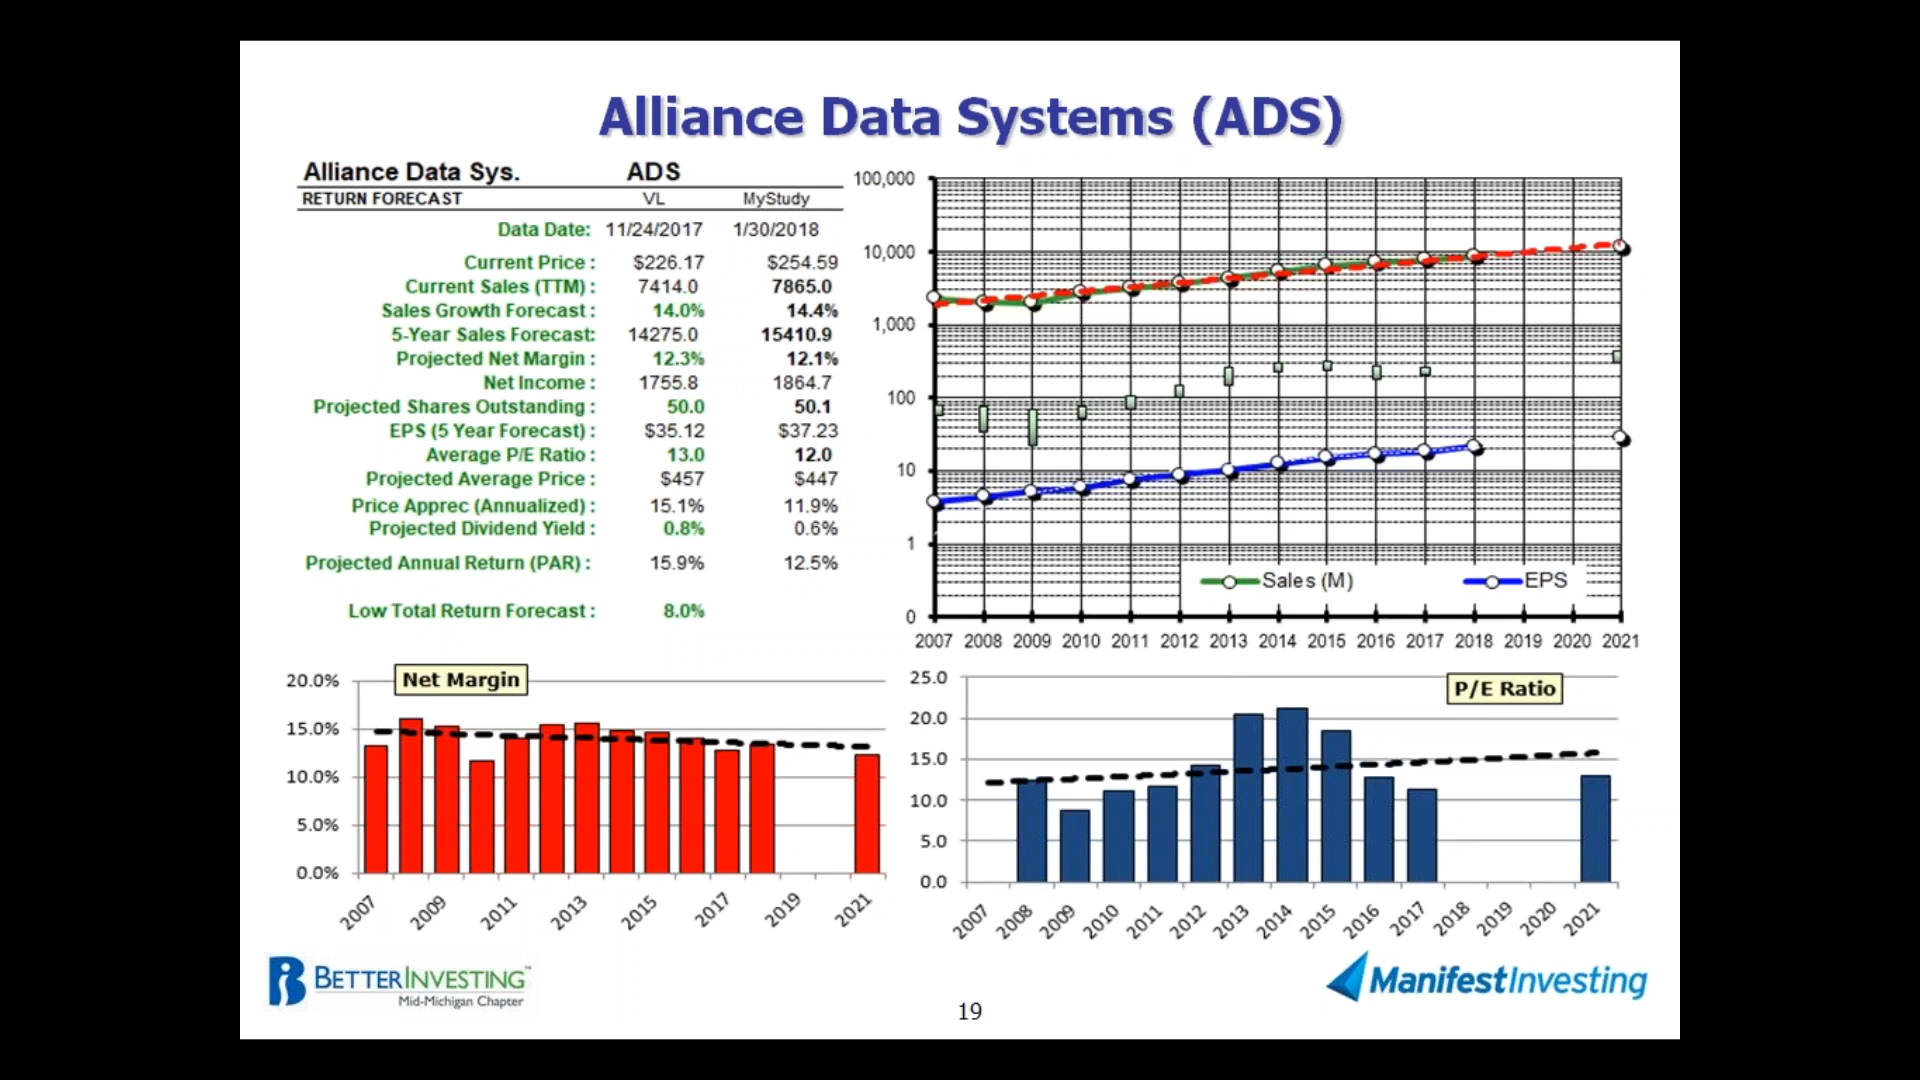 Alliance Data Systems (ADS)
Alliance Data Sys. ADS
RETURN FORECAST VL MyStudy
Data Date: 11/24/2017 1/30/2018
Current Price : $226.17 $254.59
Current Sales (TTM) : 7414.0 7865.0
Sales Growth Forecast : 14.0% 14.4%
5-Year Sales Forecast: 14275.0 15410.9
Projected Net Margin : 12.3% 12.1%
Net Income : 1755.8 1864.7
Projected Shares Outstanding : 50.0 50.1
EPS (5 Year Forecast) : $35.12 $37.23
Average P/E Ratio : 13.0 12.0
Projected Average Price : $457 $447
Price Apprec (Annualized) : 15.1% 11.9%
Projected Dividend Yield : 0.8% 0.6%
Projected Annual Return (PAR) : 15.9% 12.5%
Low Total Return Forecast : 8.0%
100,000
10,000
1,000
100
10
1
0
Sales (M) EPS
2007 2008 2009 2010 2011 2012 2013 2014 2015 2016 2017 2018 2019 2020 2021
Net Margin
20.0%
15.0%
10.0%
5.0%
0.0%
2007 2009 2011 2013 2015 2017 2019 2021
P/E Ratio
25.0
20.0
15.0
10.0
5.0
0.0
2007 2008 2009 2010 2011 2012 2013 2014 2015 2016 2017 2018 2019 2020 2021
BETTERINVESTING™
Mid-Michigan Chapter
19
ManifestInvesting